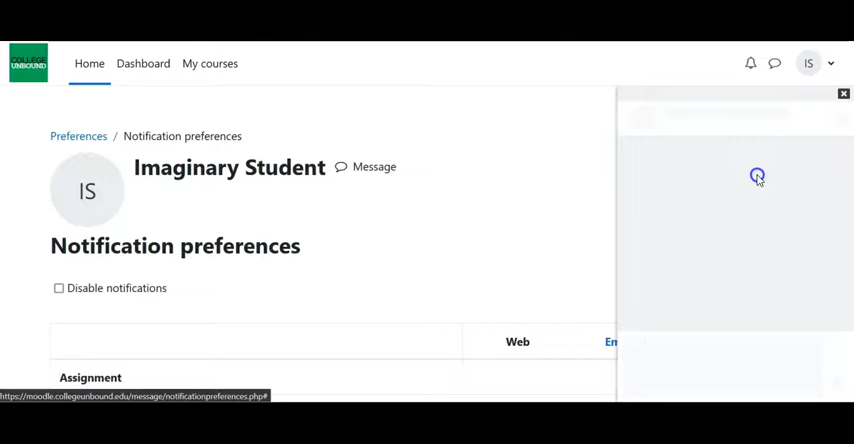 COLLEGE
UNBOUND
Home Dashboard My courses
IS
Preferences / Notification preferences
IS
Imaginary Student Message
Notification preferences
Disable notifications
Web Em
Assignment
https://moodle.collegeunbound.edu/message/notificationpreferences.php#